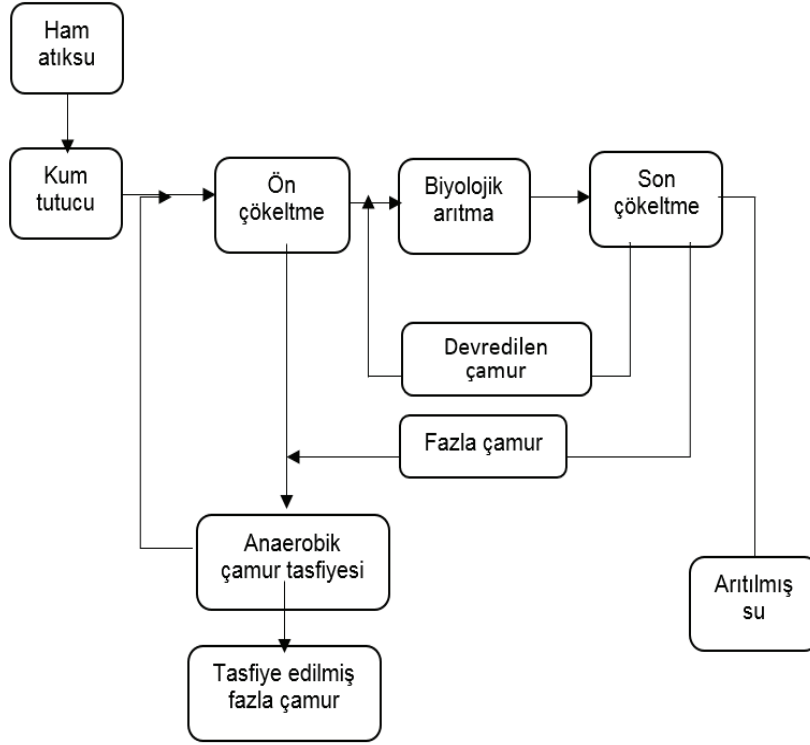 Ham
atıksu
Kum
tutucu
Ön
çökeltme
Biyolojik
arıtma
Son
çökeltme
Devredilen
çamur
Fazla çamur
Anaerobik
çamur tasfiyesi
Arıtılmış
su
Tasfiye edilmiş
fazla çamur